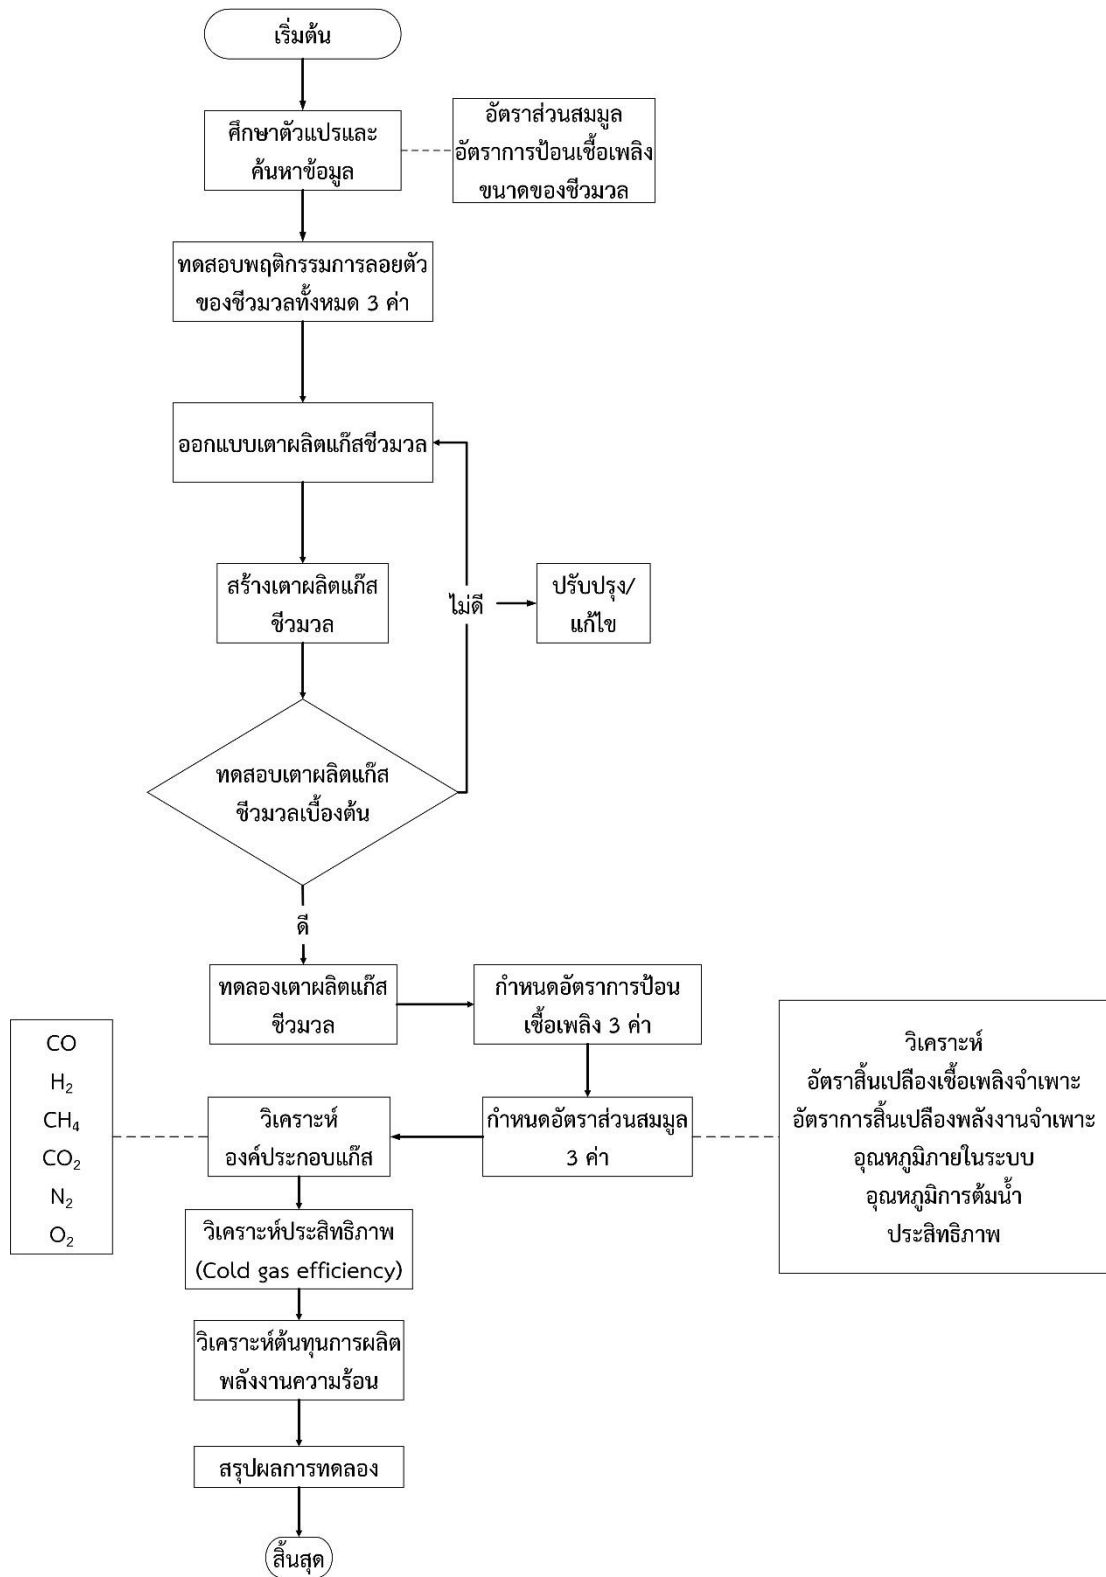 เริ่มต้น
ศึกษาตัวแปรและ
ค้นหาข้อมูล
อัตราส่วนสมมูล
อัตราการป้อนเชื้อเพลิง
ขนาดของชีวมวล
ทดสอบพฤติกรรมการลอยตัว
ของชีวมวลทั้งหมด 3 ค่า
ออกแบบเตาผลิตแก๊สชีวมวล
สร้างเตาผลิตแก๊ส
ชีวมวล
ไม่ดี
ปรับปรุง/
แก้ไข
ทดสอบเตาผลิตแก๊ส
ชีวมวลเบื้องต้น
ดี
ทดลองเตาผลิตแก๊ส
ชีวมวล
กำหนดอัตราการป้อน
เชื้อเพลิง 3 ค่า
กำหนดอัตราส่วนสมมูล
3 ค่า
วิเคราะห์
อัตราสิ้นเปลืองเชื้อเพลิงจำเพาะ
อัตราการสิ้นเปลืองพลังงานจำเพาะ
อุณหภูมิภายในระบบ
อุณหภูมิการต้มน้ำ
ประสิทธิภาพ
วิเคราะห์
องค์ประกอบแก๊ส
CO
H₂
CH₄
CO₂
N₂
O₂
วิเคราะห์ประสิทธิภาพ
(Cold gas efficiency)
วิเคราะห์ต้นทุนการผลิต
พลังงานความร้อน
สรุปผลการทดลอง
สิ้นสุด